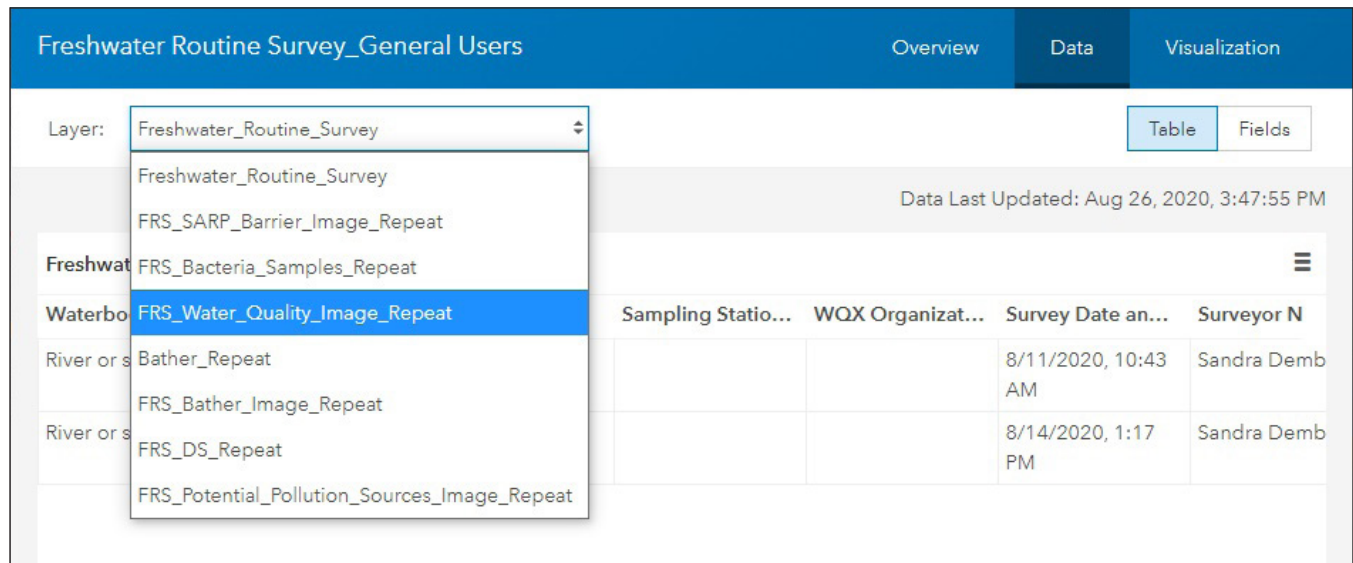 Freshwater Routine Survey_General Users Overview Data Visualization
Layer: Freshwater_Routine_Survey Table Fields
Freshwater_Routine_Survey
Data Last Updated: Aug 26, 2020, 3:47:55 PM
FRS_SARP_Barrier_Image_Repeat
Freshwat FRS_Bacteria_Samples_Repeat
Waterbo FRS_Water_Quality_Image_Repeat Sampling Statio... WQX Organizat... Survey Date an... Surveyor N
River or s Bather_Repeat 8/11/2020, 10:43 Sandra Demb
AM
FRS_Bather_Image_Repeat
River or s FRS_DS_Repeat 8/14/2020, 1:17 Sandra Demb
PM
FRS_Potential_Pollution_Sources_Image_Repeat